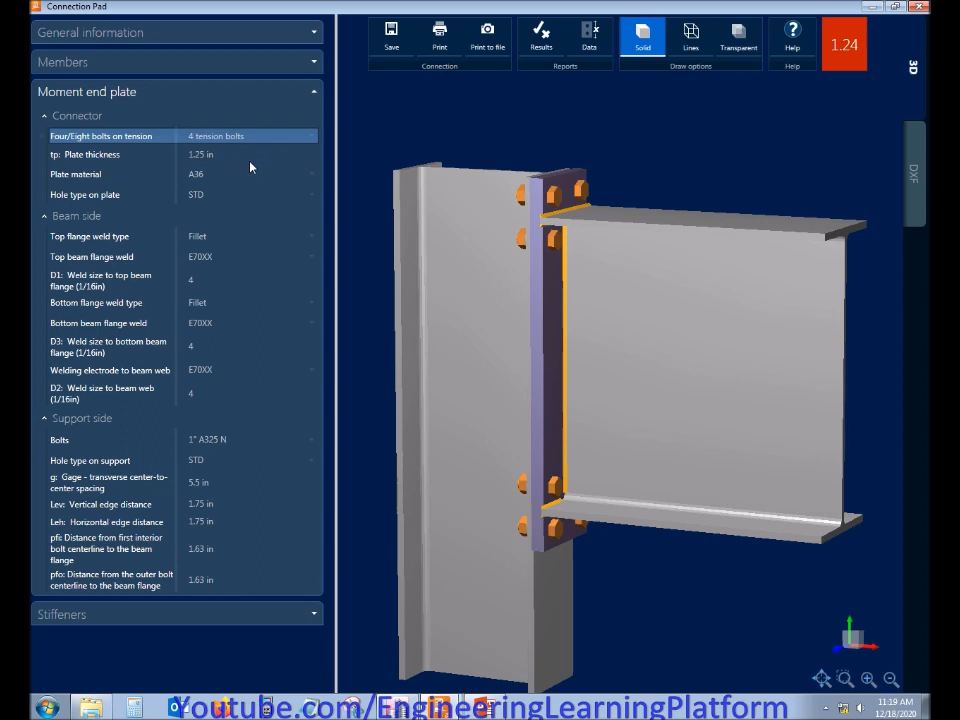 Connection Pad
General information
Members
Moment end plate
Connector
Four/Eight bolts on tension 4 tension bolts
tp: Plate thickness 1.25 in
Plate material A36
Hole type on plate STD
Beam side
Top flange weld type Fillet
Top beam flange weld E70XX
D1: Weld size to top beam
flange (1/16in) 4
Bottom flange weld type Fillet
Bottom beam flange weld E70XX
D3: Weld size to bottom beam
flange (1/16in) 4
Welding electrode to beam web E70XX
D2: Weld size to beam web
(1/16in) 4
Support side
Bolts 1" A325 N
Hole type on support STD
g: Gage - transverse center-to-
center spacing 5.5 in
Lev: Vertical edge distance 1.75 in
Leh: Horizontal edge distance 1.75 in
pfi: Distance from first interior
bolt centerline to the beam
flange 1.63 in
pfo: Distance from the outer bolt
centerline to the beam flange 1.63 in
Stiffeners
Save Print Print to file
Connection
Results Data
Reports
Solid Lines Transparent
Draw options
Help
Help
1.24
3D
DXF
Youtube.com/EngineeringLearningPlatform
11:19 AM
12/18/2020